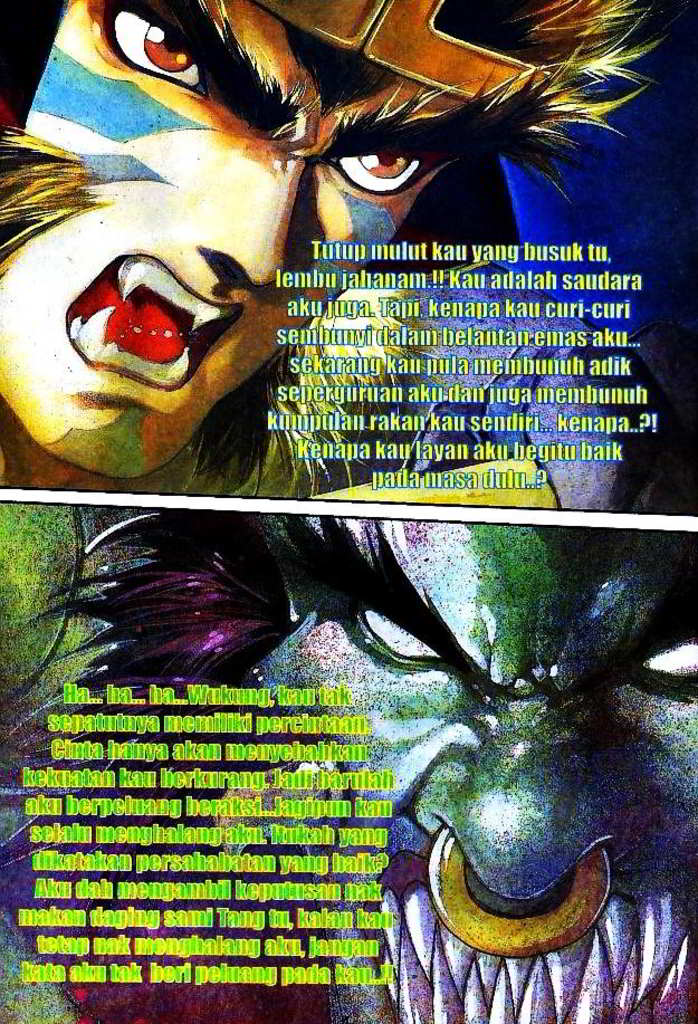 Tutup mulut kau yang busuk tu,
lembu jahanam.!! Kau adalah saudara
aku juga. Tapi, kenapa kau curi-curi
sembunyi dalam belantan emas aku...
sekarang kau pula membunuh adik
seperguruan aku dan juga membunuh
kumpulan rakan kau sendiri... kenapa..?!
Kenapa kau layan aku begitu baik
pada masa dulu..?
Ha... ha... ha...Wukung, kau tak
sepatutnya memiliki percintaan.
Cinta hanya akan menyebabkan
kekuatan kau berkurang. Jadi barulah
aku berpeluang beraksi...lagipun kau
selalu menghalang aku. Itukah yang
dikatakan persahabatan yang baik?
Aku dah mengambil keputusan nak
makan daging sami Tang tu, kalau kau
tetap nak menghalang aku, jangan
kata aku tak beri peluang pada kau..?!